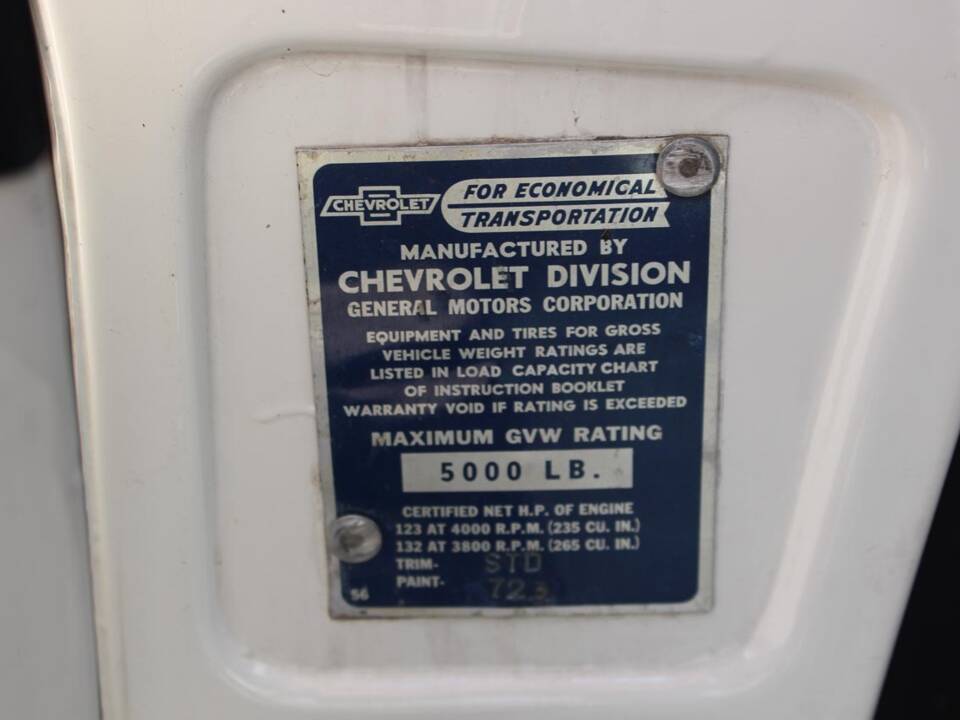 CHEVROLET
FOR ECONOMICAL
TRANSPORTATION
MANUFACTURED BY
CHEVROLET DIVISION
GENERAL MOTORS CORPORATION
EQUIPMENT AND TIRES FOR GROSS
VEHICLE WEIGHT RATINGS ARE
LISTED IN LOAD CAPACITY CHART
OF INSTRUCTION BOOKLET
WARRANTY VOID IF RATING IS EXCEEDED
MAXIMUM GVW RATING
5000 LB.
CERTIFIED NET H.P. OF ENGINE
123 AT 4000 R.P.M. (235 CU. IN.)
132 AT 3800 R.P.M. (265 CU. IN.)
TRIM- STD
PAINT- 723
56